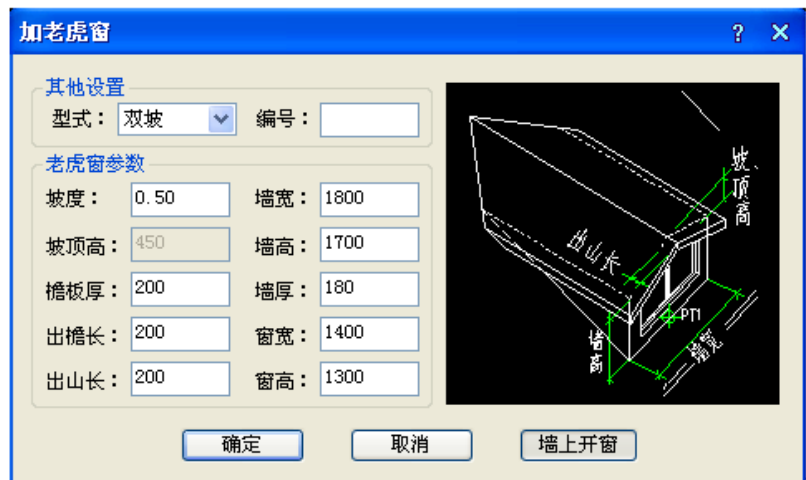 加老虎窗
? ×
其他设置
型式： 双坡 编号：
老虎窗参数
坡度： 0.50 墙宽： 1800
坡顶高： 450 墙高： 1700
檐板厚： 200 墙厚： 180
出檐长： 200 窗宽： 1400
出山长： 200 窗高： 1300
坡、顶高
出山长
PT1
墙高
墙宽
确定 取消 墙上开窗